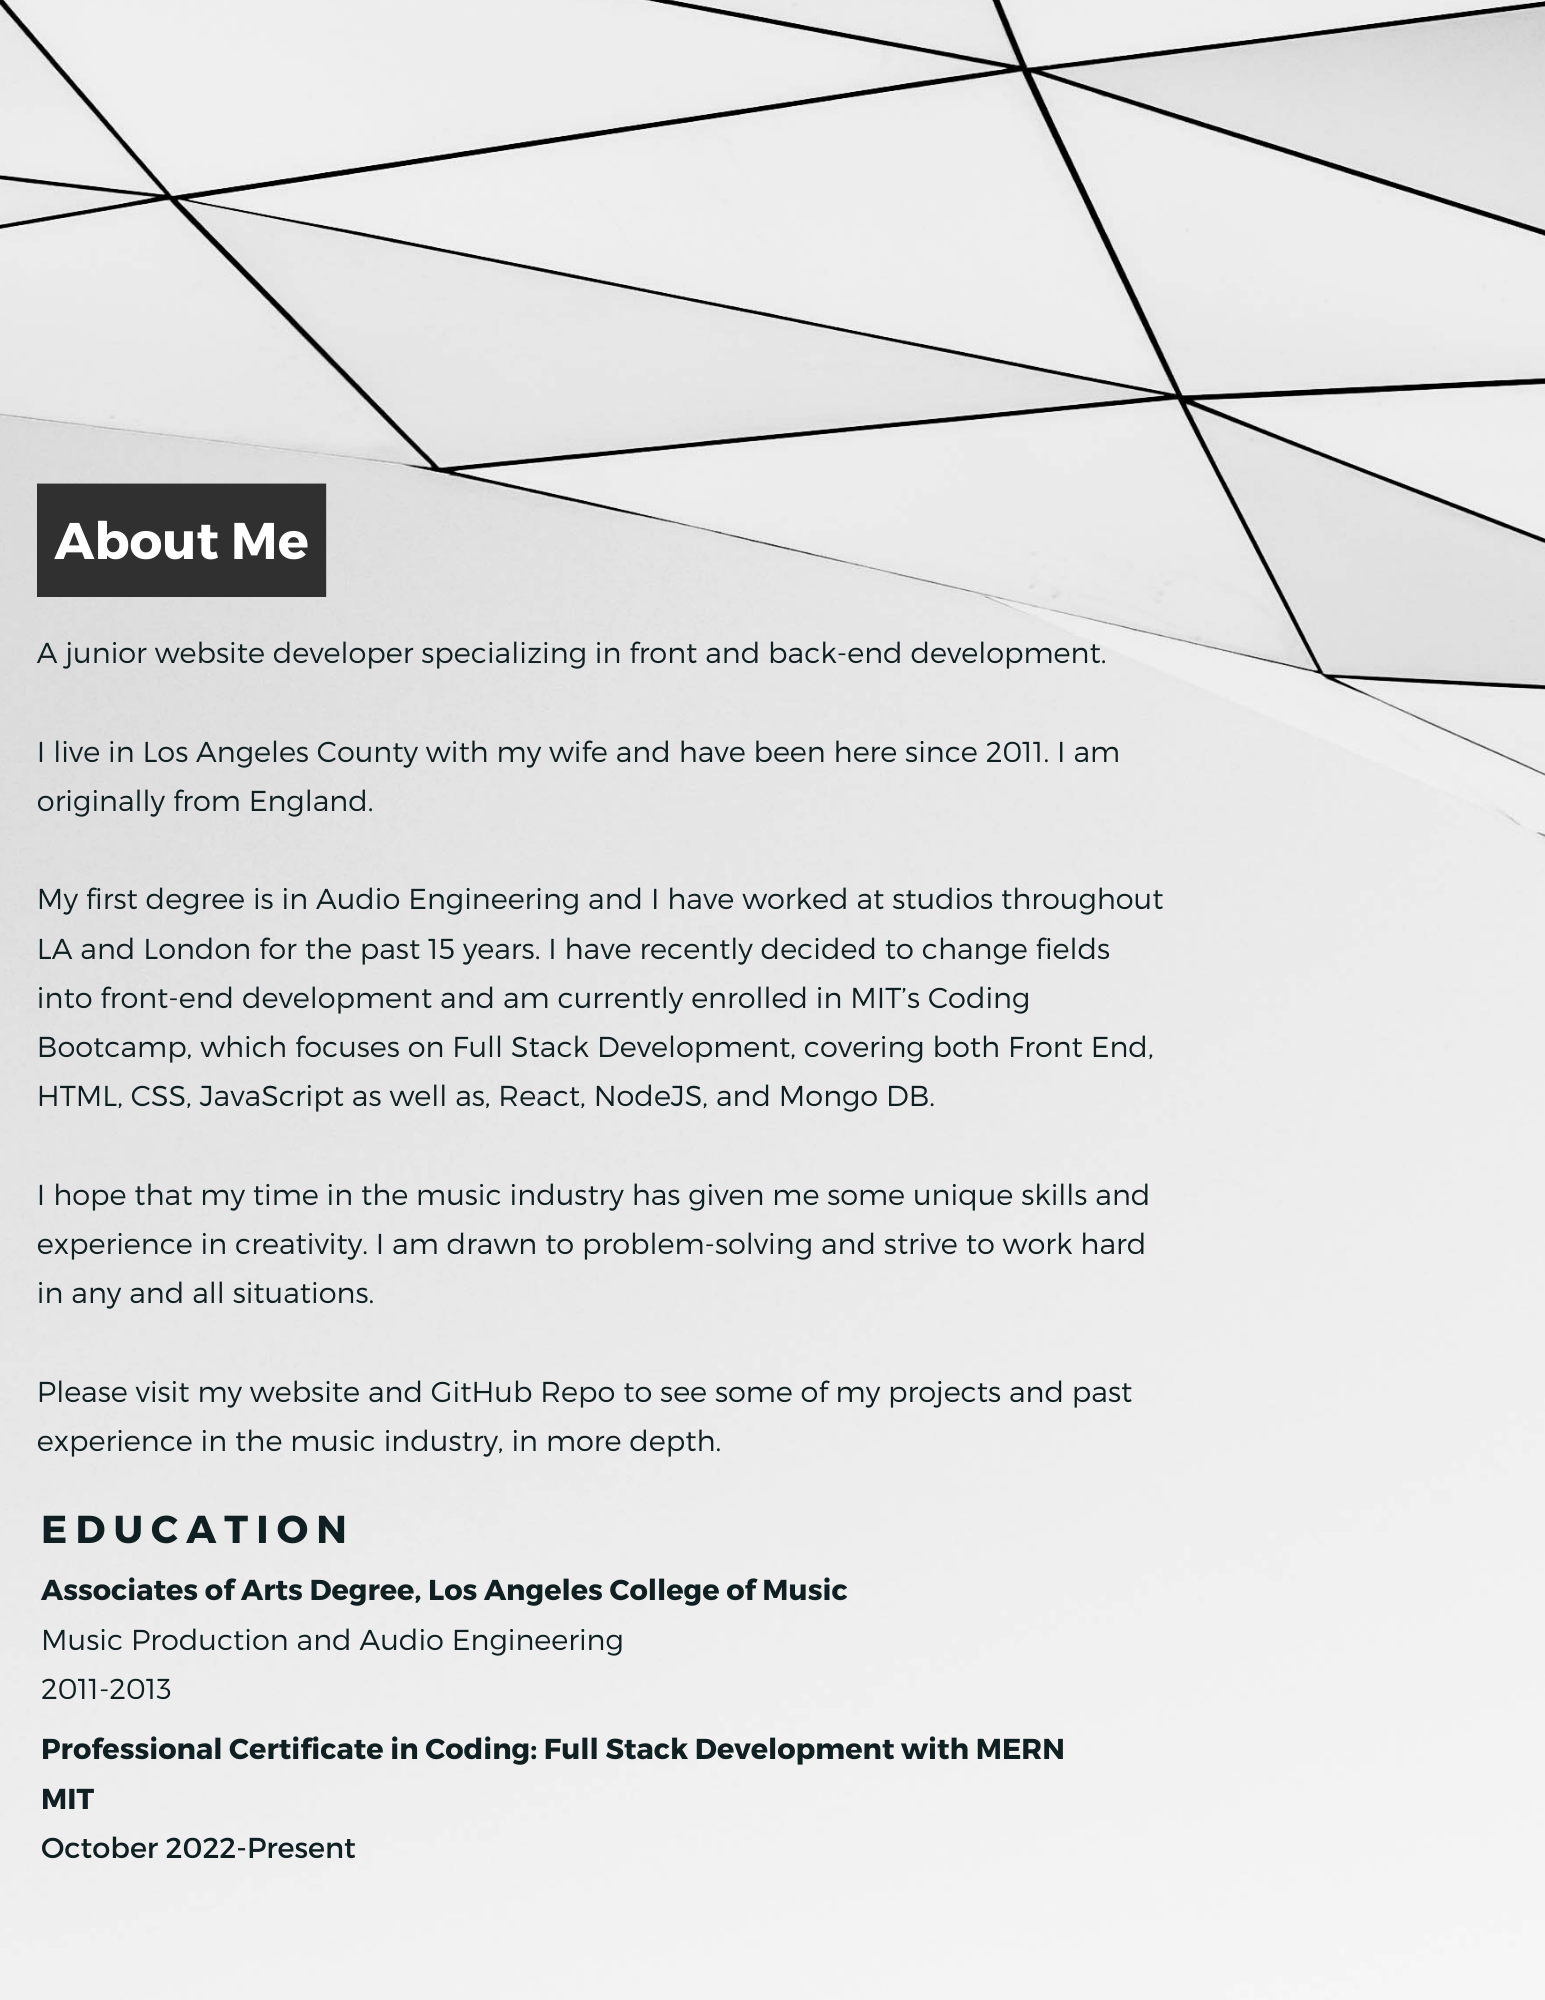 About Me
A junior website developer specializing in front and back-end development.
I live in Los Angeles County with my wife and have been here since 2011. I am
originally from England.
My first degree is in Audio Engineering and I have worked at studios throughout
LA and London for the past 15 years. I have recently decided to change fields
into front-end development and am currently enrolled in MIT’s Coding
Bootcamp, which focuses on Full Stack Development, covering both Front End,
HTML, CSS, JavaScript as well as, React, NodeJS, and Mongo DB.
I hope that my time in the music industry has given me some unique skills and
experience in creativity. I am drawn to problem-solving and strive to work hard
in any and all situations.
Please visit my website and GitHub Repo to see some of my projects and past
experience in the music industry, in more depth.
EDUCATION
Associates of Arts Degree, Los Angeles College of Music
Music Production and Audio Engineering
2011-2013
Professional Certificate in Coding: Full Stack Development with MERN
MIT
October 2022-Present